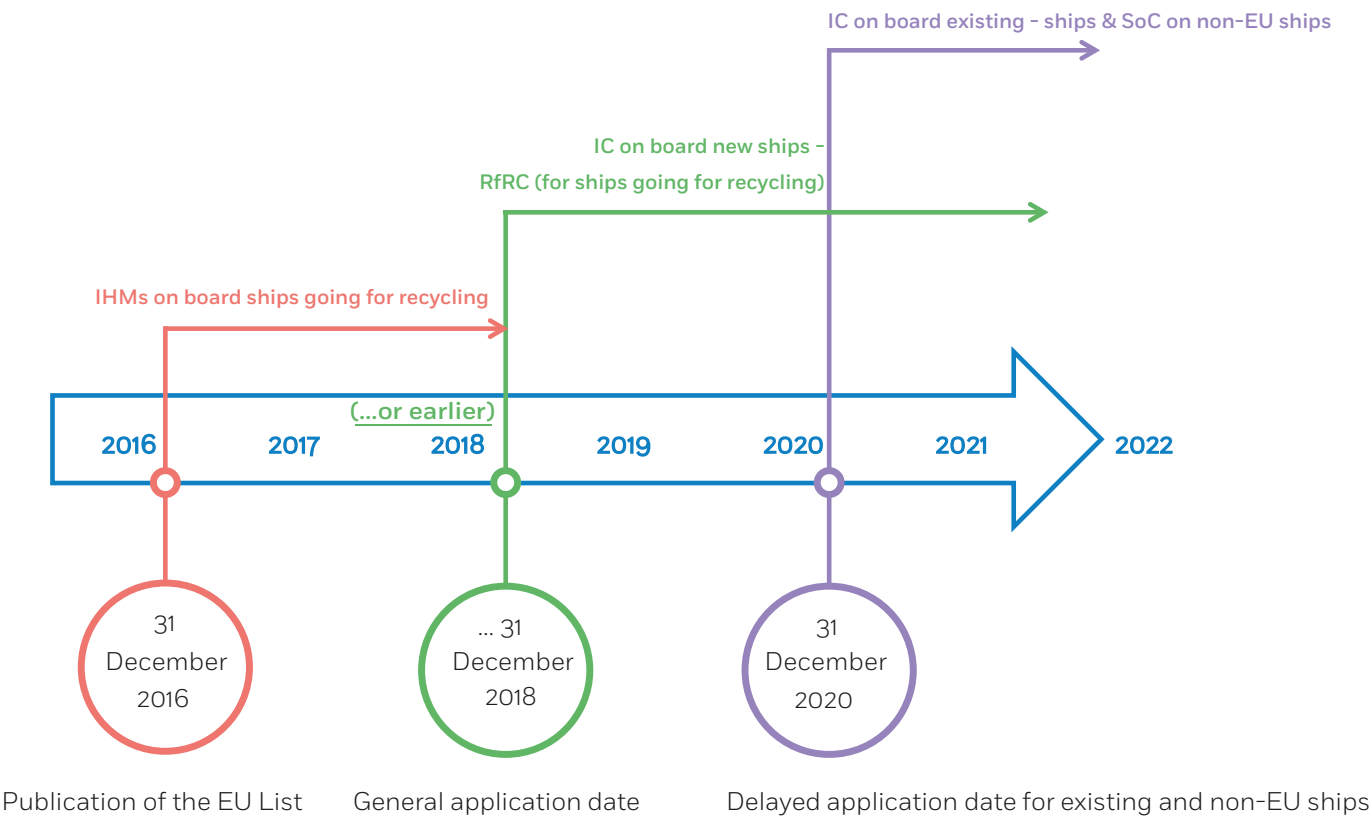 IC on board existing - ships & SoC on non-EU ships
IC on board new ships -
RfRC (for ships going for recycling)
IHMs on board ships going for recycling
(...or earlier)
2016 2017 2018 2019 2020 2021 2022
31
December
2016
... 31
December
2018
31
December
2020
Publication of the EU List
General application date
Delayed application date for existing and non-EU ships